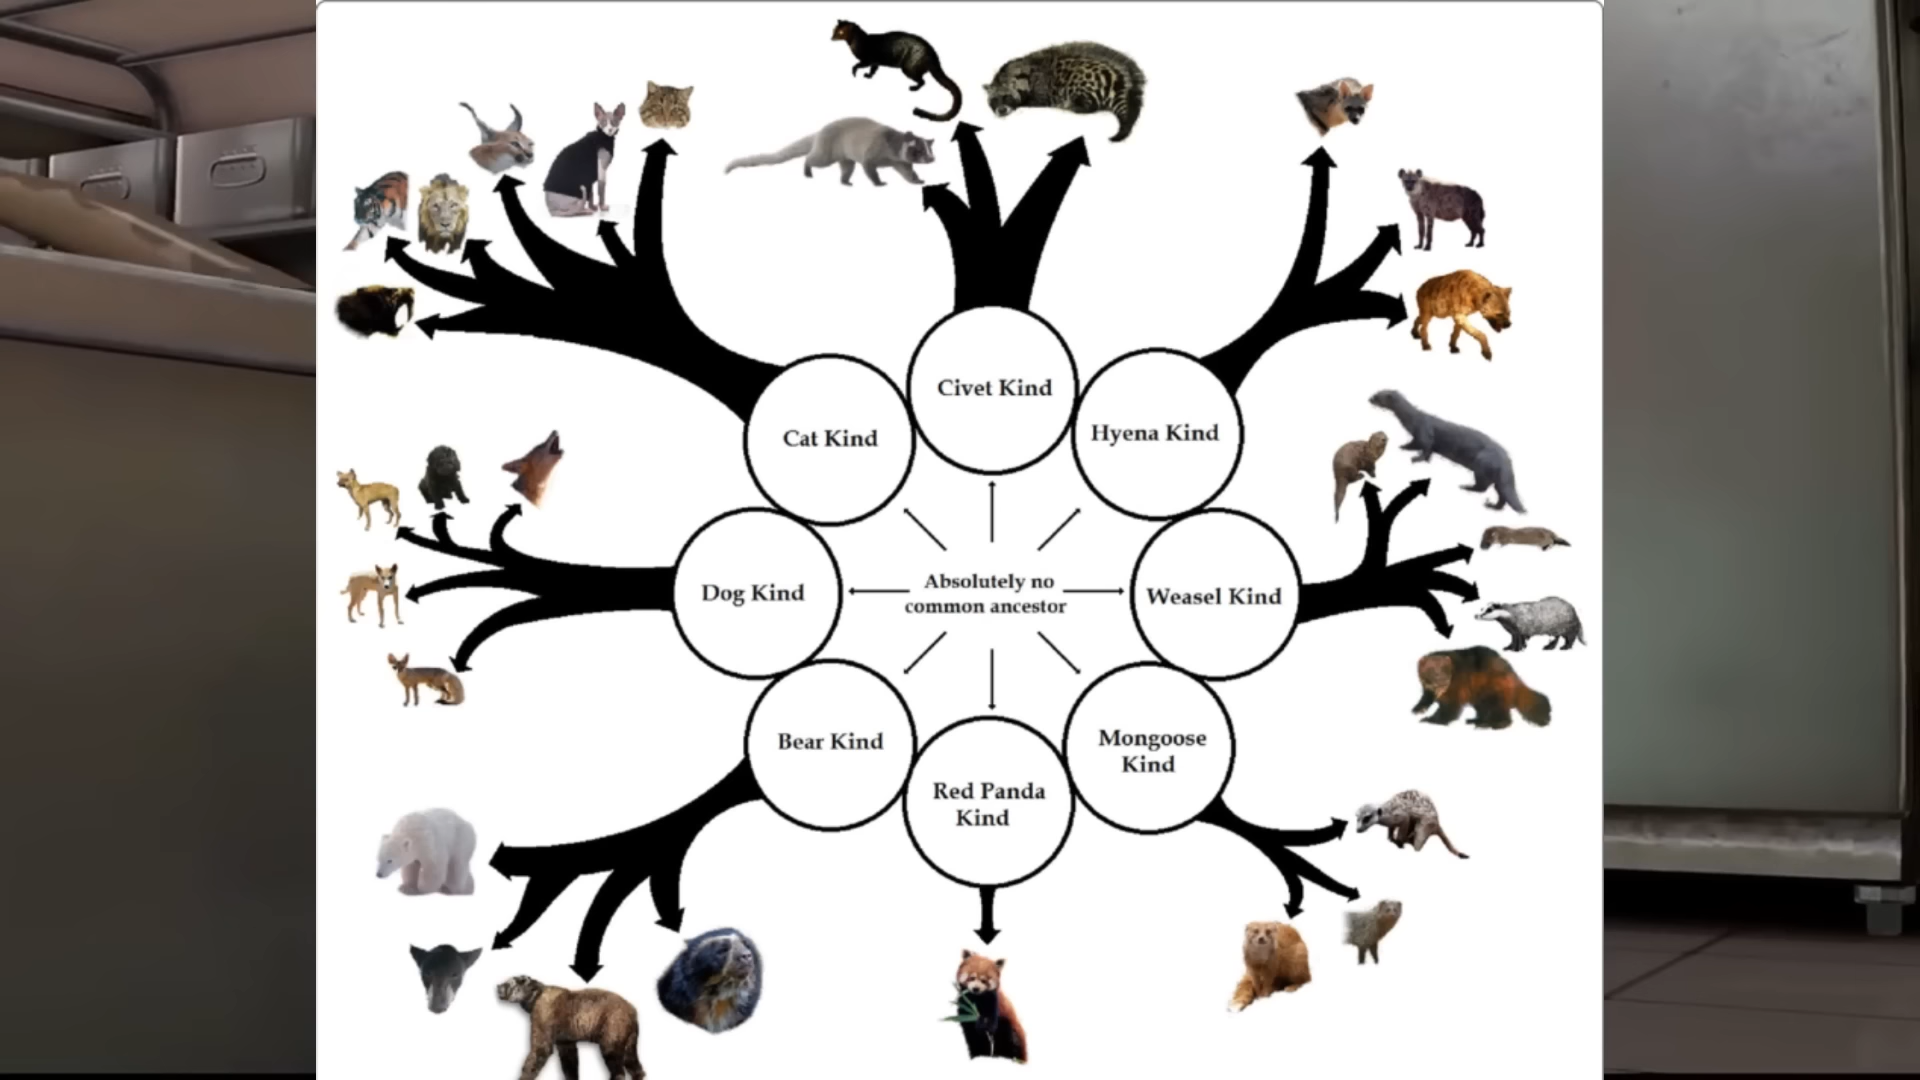 Civet Kind
Cat Kind
Hyena Kind
Dog Kind
Absolutely no
common ancestor
Weasel Kind
Bear Kind
Red Panda
Kind
Mongoose
Kind